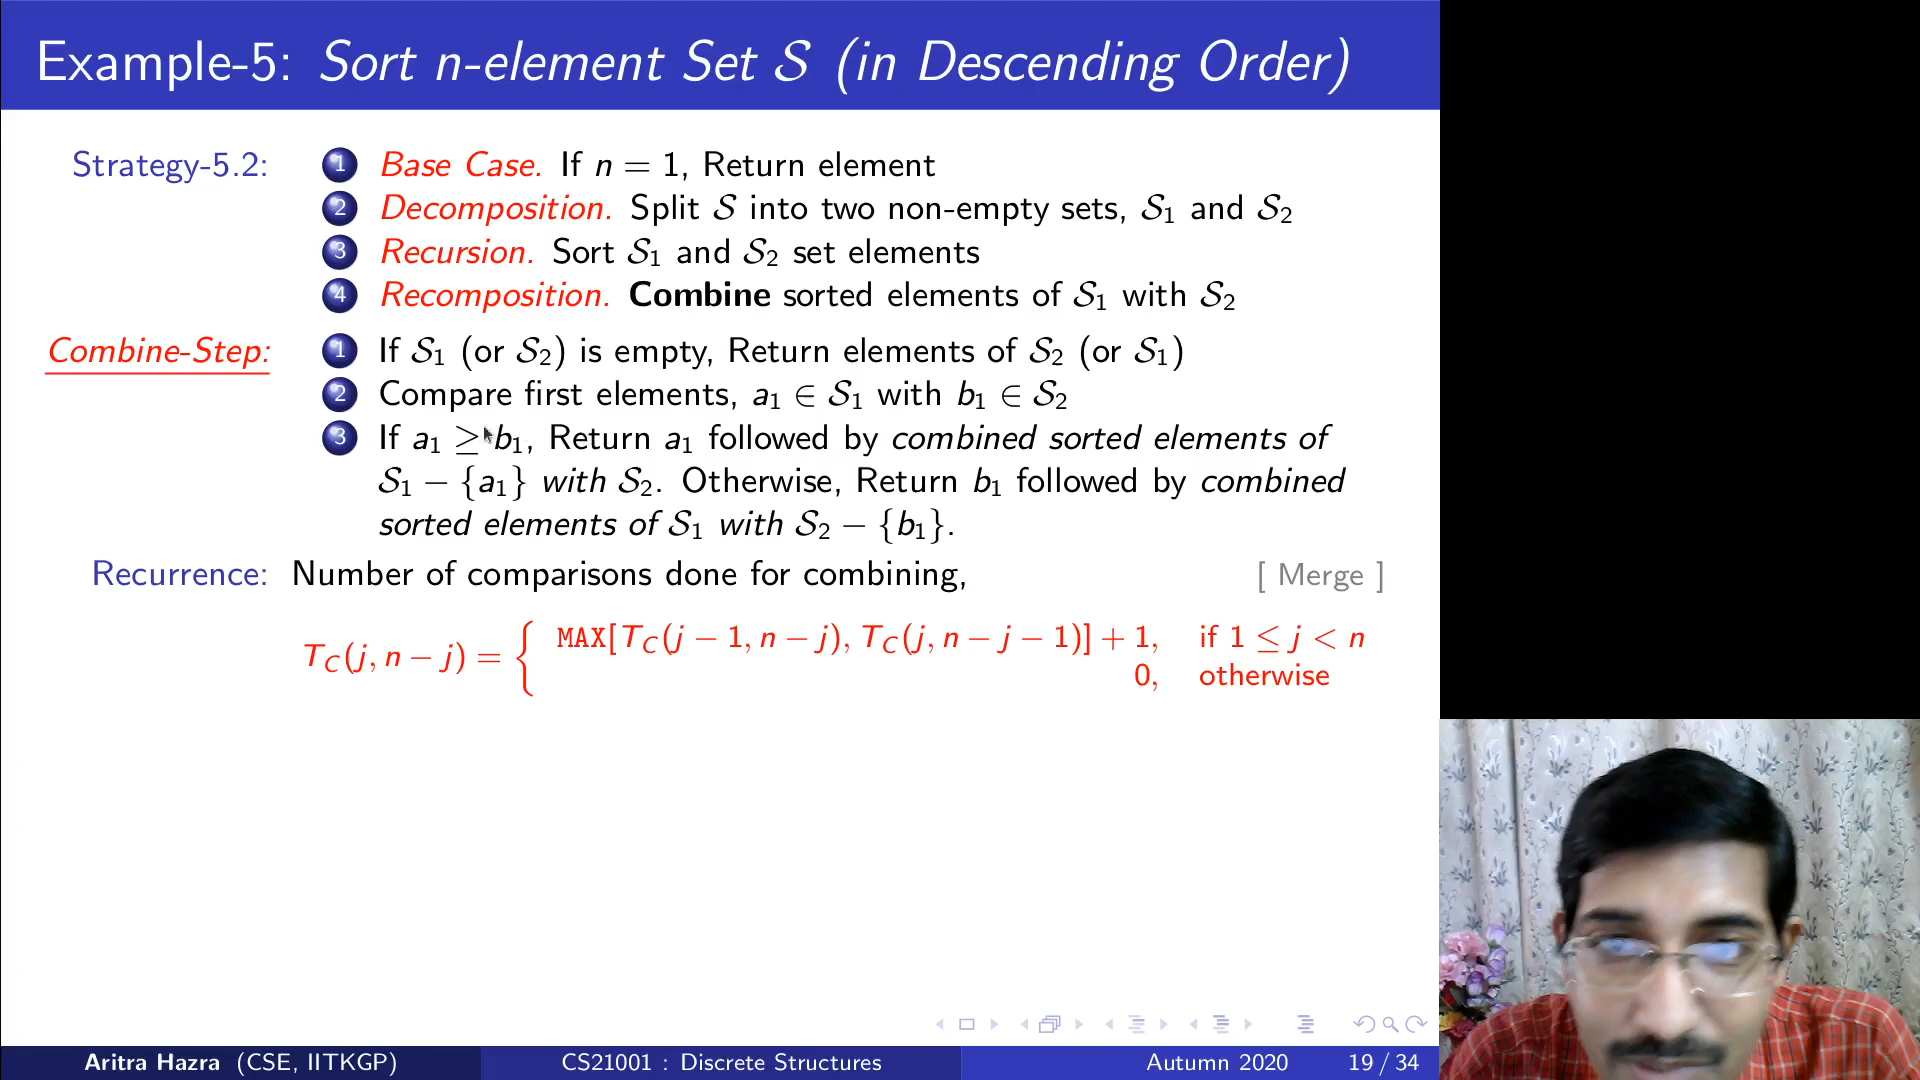 Example-5: Sort n-element Set 𝒮 (in Descending Order)
Strategy-5.2:
1 Base Case. If n = 1, Return element
2 Decomposition. Split 𝒮 into two non-empty sets, 𝒮₁ and 𝒮₂
3 Recursion. Sort 𝒮₁ and 𝒮₂ set elements
4 Recomposition. Combine sorted elements of 𝒮₁ with 𝒮₂
Combine-Step:
1 If 𝒮₁ (or 𝒮₂) is empty, Return elements of 𝒮₂ (or 𝒮₁)
2 Compare first elements, a₁ ∈ 𝒮₁ with b₁ ∈ 𝒮₂
3 If a₁ ≥ b₁, Return a₁ followed by combined sorted elements of
𝒮₁ − {a₁} with 𝒮₂. Otherwise, Return b₁ followed by combined
sorted elements of 𝒮₁ with 𝒮₂ − {b₁}.
Recurrence: Number of comparisons done for combining, [ Merge ]
T_C(j, n − j) = { MAX[T_C(j − 1, n − j), T_C(j, n − j − 1)] + 1, if 1 ≤ j < n
0, otherwise
Aritra Hazra (CSE, IITKGP) CS21001 : Discrete Structures Autumn 2020 19 / 34